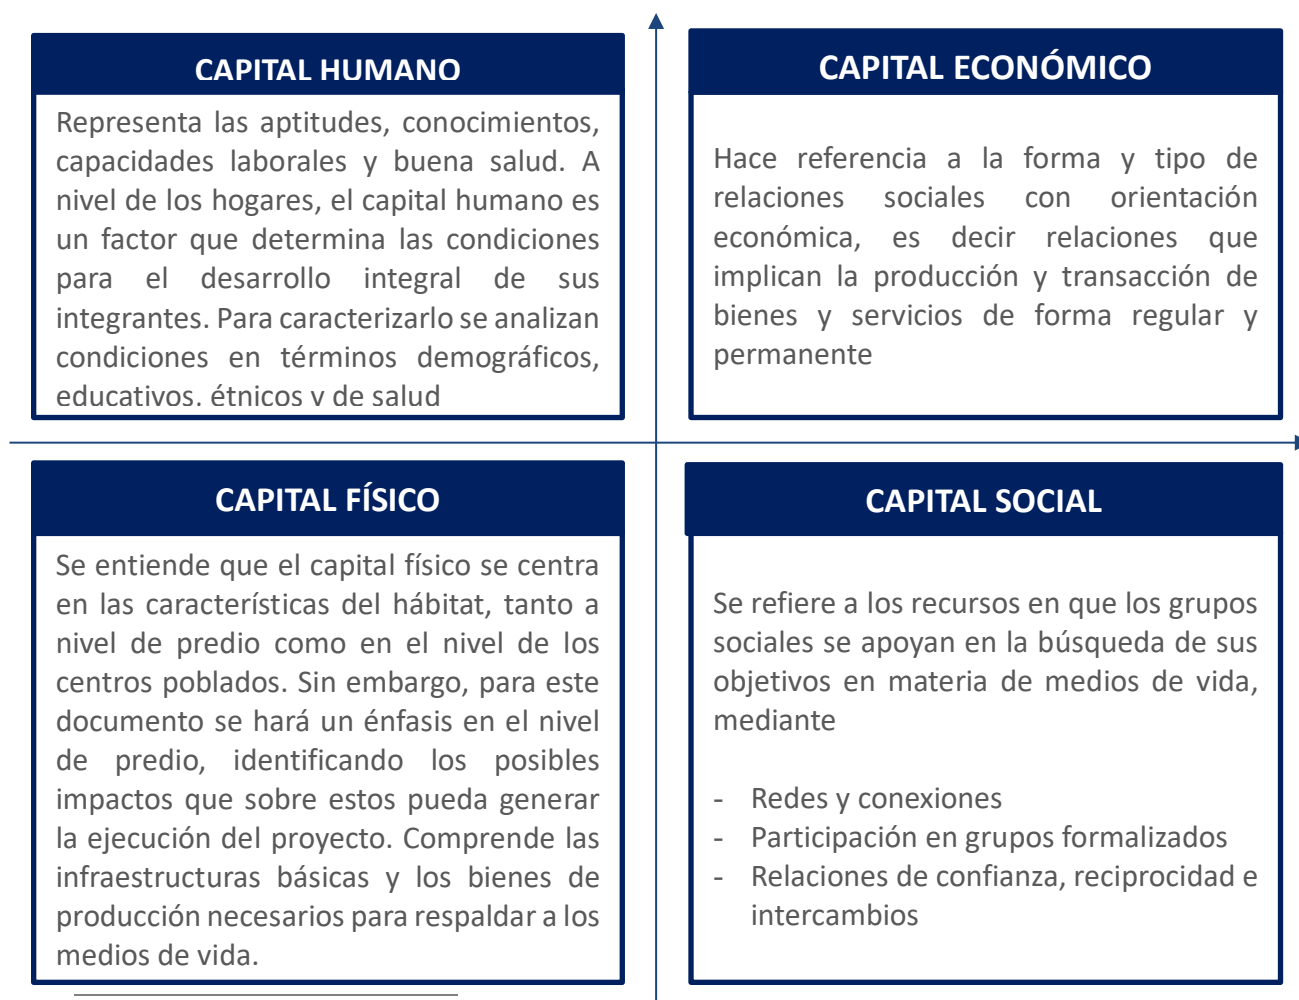 CAPITAL HUMANO
Representa las aptitudes, conocimientos,
capacidades laborales y buena salud. A
nivel de los hogares, el capital humano es
un factor que determina las condiciones
para el desarrollo integral de sus
integrantes. Para caracterizarlo se analizan
condiciones en términos demográficos,
educativos, étnicos y de salud
CAPITAL ECONÓMICO
Hace referencia a la forma y tipo de
relaciones sociales con orientación
económica, es decir relaciones que
implican la producción y transacción de
bienes y servicios de forma regular y
permanente
CAPITAL FÍSICO
Se entiende que el capital físico se centra
en las características del hábitat, tanto a
nivel de predio como en el nivel de los
centros poblados. Sin embargo, para este
documento se hará un énfasis en el nivel
de predio, identificando los posibles
impactos que sobre estos pueda generar
la ejecución del proyecto. Comprende las
infraestructuras básicas y los bienes de
producción necesarios para respaldar a los
medios de vida.
CAPITAL SOCIAL
Se refiere a los recursos en que los grupos
sociales se apoyan en la búsqueda de sus
objetivos en materia de medios de vida,
mediante
- Redes y conexiones
- Participación en grupos formalizados
- Relaciones de confianza, reciprocidad e
intercambios